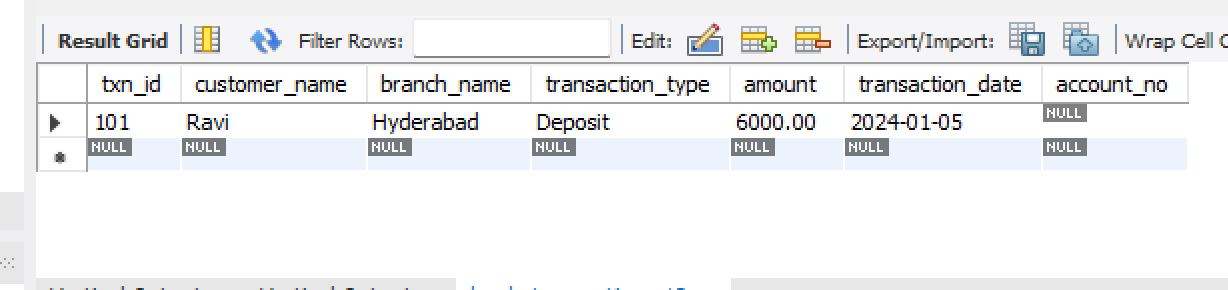 Result Grid Filter Rows: Edit: Export/Import: Wrap Cell C
txn_id customer_name branch_name transaction_type amount transaction_date account_no
101 Ravi Hyderabad Deposit 6000.00 2024-01-05 NULL
NULL NULL NULL NULL NULL NULL NULL